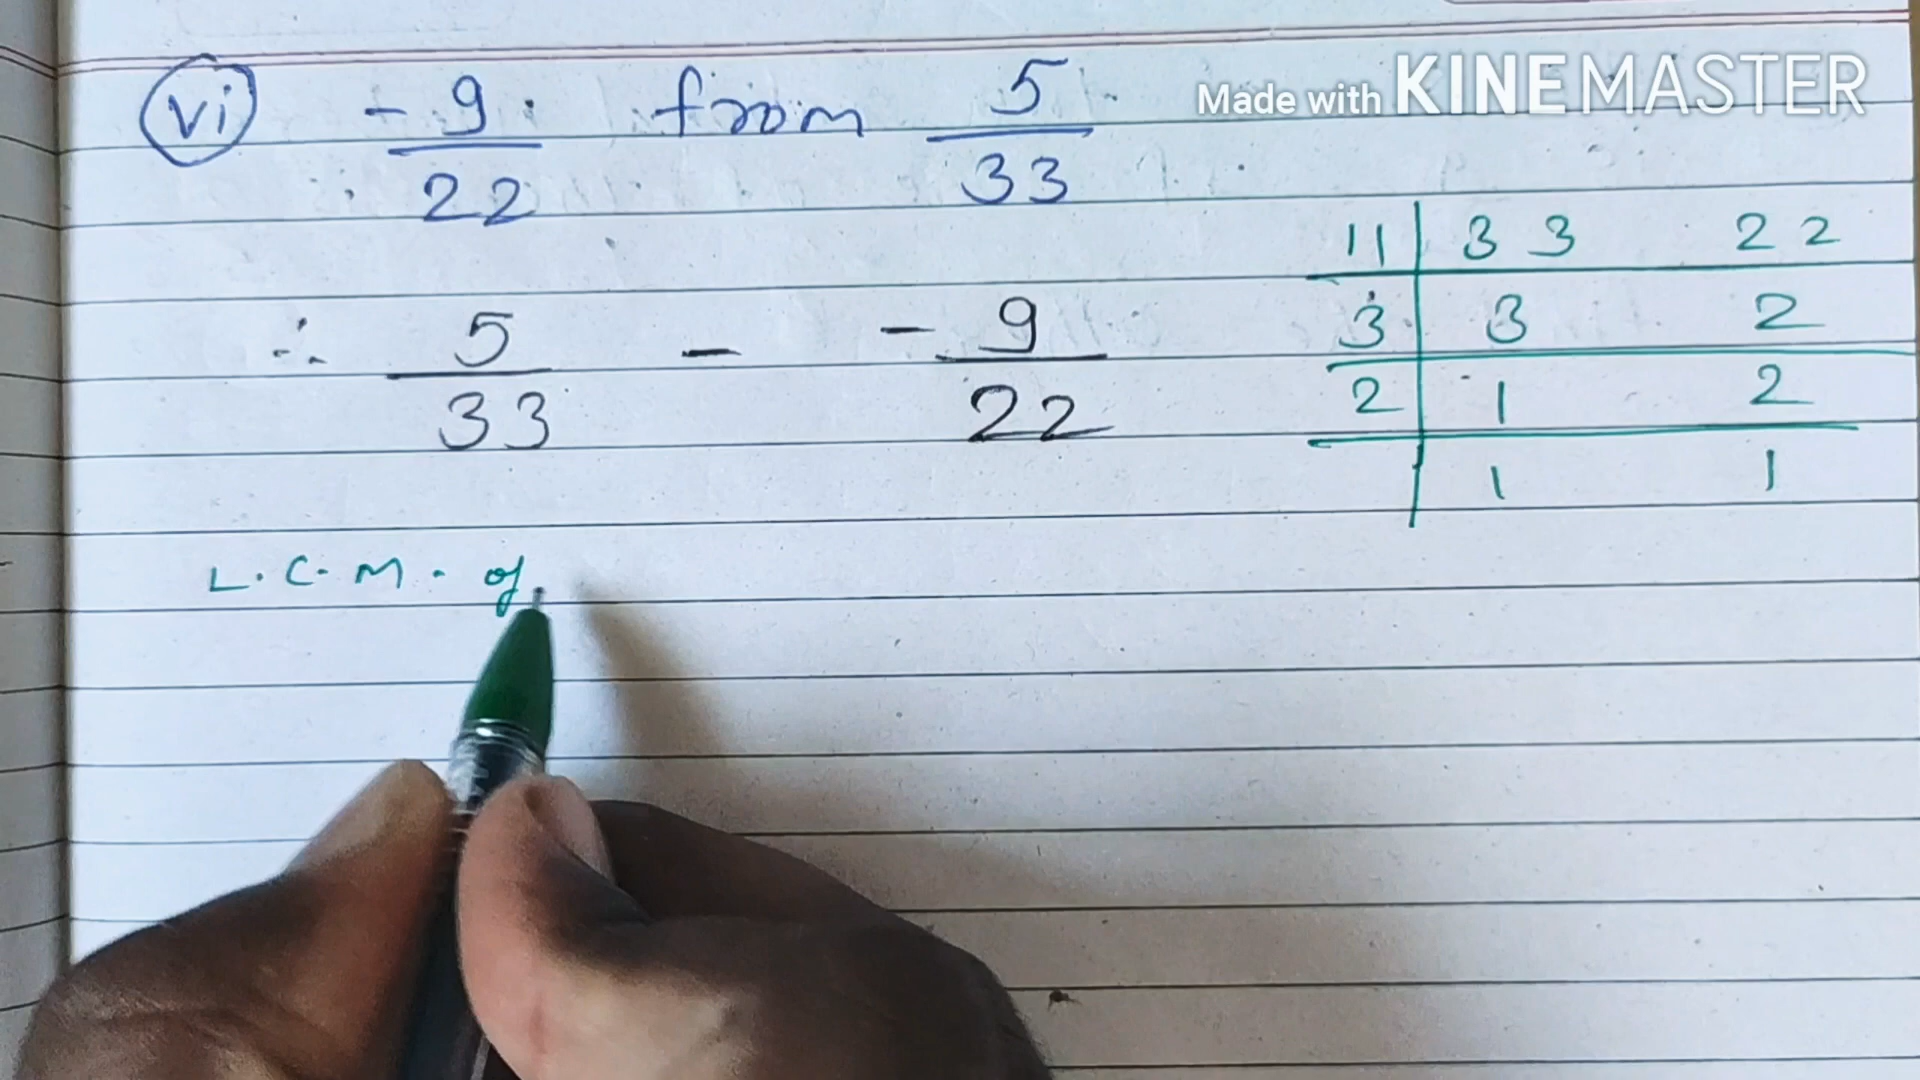 (vi) -9/22 from 5/33
Made with KINEMASTER
∴ 5/33 - -9/22
11 | 33 22
3 | 3 2
2 | 1 2
| 1 1
L.C.M. of